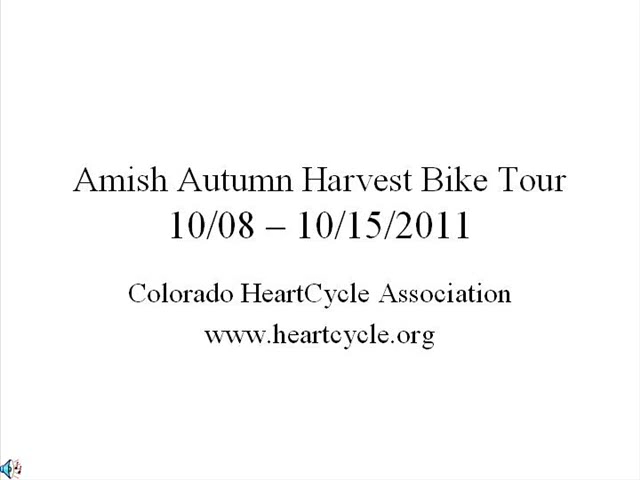 Amish Autumn Harvest Bike Tour
10/08 – 10/15/2011
Colorado HeartCycle Association
www.heartcycle.org